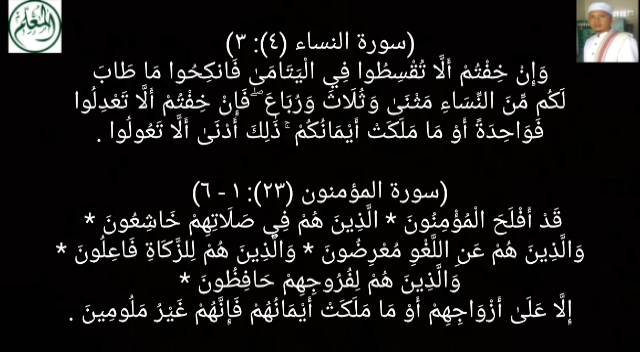 المعلم
(سورة النساء (٤): ٣)
وَإِنْ خِفْتُمْ أَلَّا تُقْسِطُوا فِي الْيَتَامَىٰ فَانكِحُوا مَا طَابَ
لَكُم مِّنَ النِّسَاءِ مَثْنَىٰ وَثُلَاثَ وَرُبَاعَ ۖ فَإِنْ خِفْتُمْ أَلَّا تَعْدِلُوا
فَوَاحِدَةً أَوْ مَا مَلَكَتْ أَيْمَانُكُمْ ۚ ذَٰلِكَ أَدْنَىٰ أَلَّا تَعُولُوا .
(سورة المؤمنون (٢٣): ١ - ٦)
قَدْ أَفْلَحَ الْمُؤْمِنُونَ * الَّذِينَ هُمْ فِي صَلَاتِهِمْ خَاشِعُونَ *
وَالَّذِينَ هُمْ عَنِ اللَّغْوِ مُعْرِضُونَ * وَالَّذِينَ هُمْ لِلزَّكَاةِ فَاعِلُونَ *
وَالَّذِينَ هُمْ لِفُرُوجِهِمْ حَافِظُونَ *
إِلَّا عَلَىٰ أَزْوَاجِهِمْ أَوْ مَا مَلَكَتْ أَيْمَانُهُمْ فَإِنَّهُمْ غَيْرُ مَلُومِينَ .